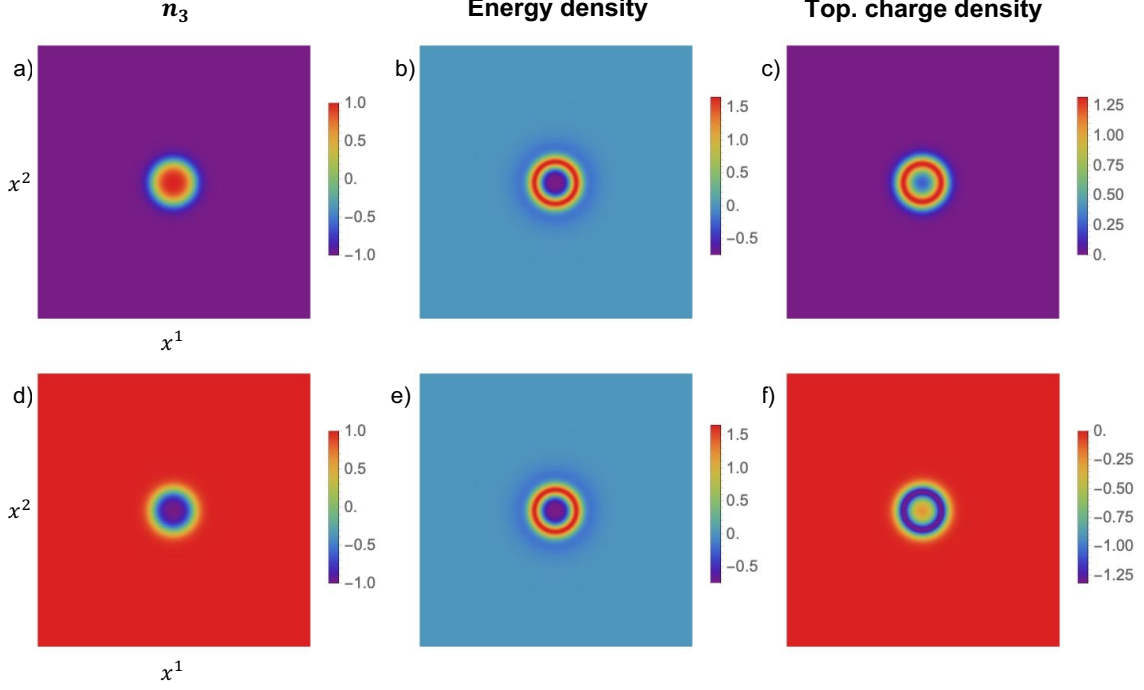 n₃ Energy density Top. charge density
a) b) c)
1.0 1.5 1.25
0.5 1.0 1.00
x² 0. 0.5 0.75
−0.5 0. 0.50
−1.0 −0.5 0.25
0.
x¹
d) e) f)
1.0 1.5 0.
0.5 1.0 −0.25
x² 0. 0.5 −0.50
−0.5 0. −0.75
−1.0 −0.5 −1.00
−1.25
x¹